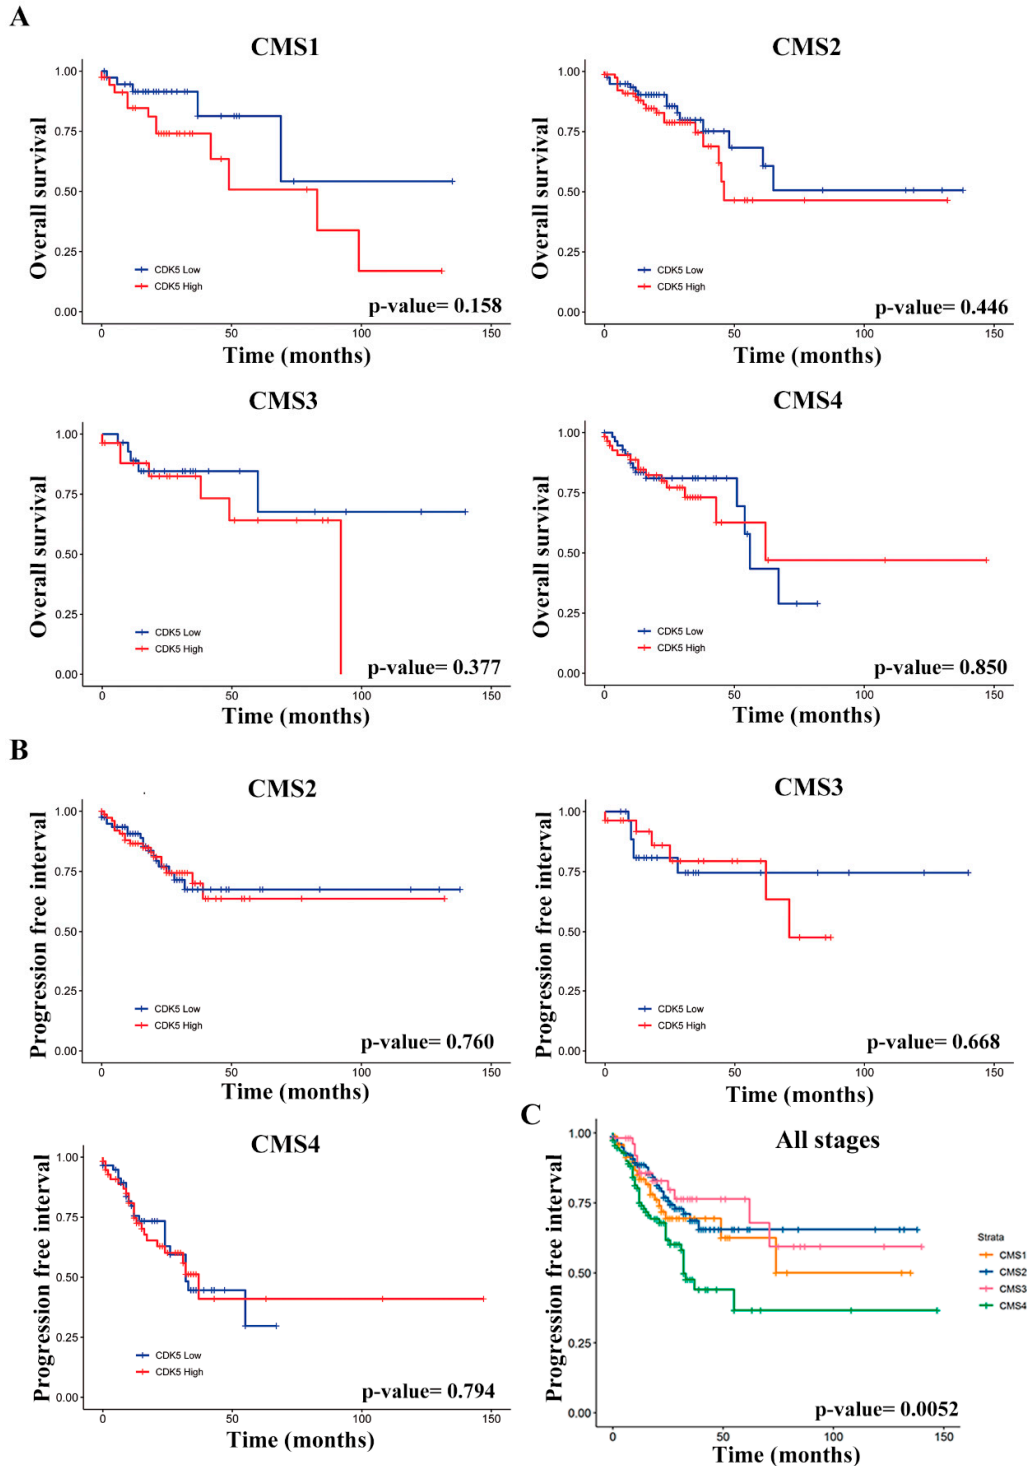 A
CMS1
Overall survival
1.00
0.75
0.50
0.25
0.00
CDK5 Low
CDK5 High
p-value= 0.158
0
50
100
150
Time (months)
CMS2
Overall survival
1.00
0.75
0.50
0.25
0.00
CDK5 Low
CDK5 High
p-value= 0.446
0
50
100
150
Time (months)
CMS3
Overall survival
1.00
0.75
0.50
0.25
0.00
CDK5 Low
CDK5 High
p-value= 0.377
0
50
100
150
Time (months)
CMS4
Overall survival
1.00
0.75
0.50
0.25
0.00
CDK5 Low
CDK5 High
p-value= 0.850
0
50
100
150
Time (months)
B
CMS2
Progression free interval
1.00
0.75
0.50
0.25
0.00
CDK5 Low
CDK5 High
p-value= 0.760
0
50
100
150
Time (months)
CMS3
Progression free interval
1.00
0.75
0.50
0.25
0.00
CDK5 Low
CDK5 High
p-value= 0.668
0
50
100
150
Time (months)
CMS4
Progression free interval
1.00
0.75
0.50
0.25
0.00
CDK5 Low
CDK5 High
p-value= 0.794
0
50
100
150
Time (months)
C
All stages
Progression free interval
1.00
0.75
0.50
0.25
0.00
Strata
CMS1
CMS2
CMS3
CMS4
p-value= 0.0052
0
50
100
150
Time (months)